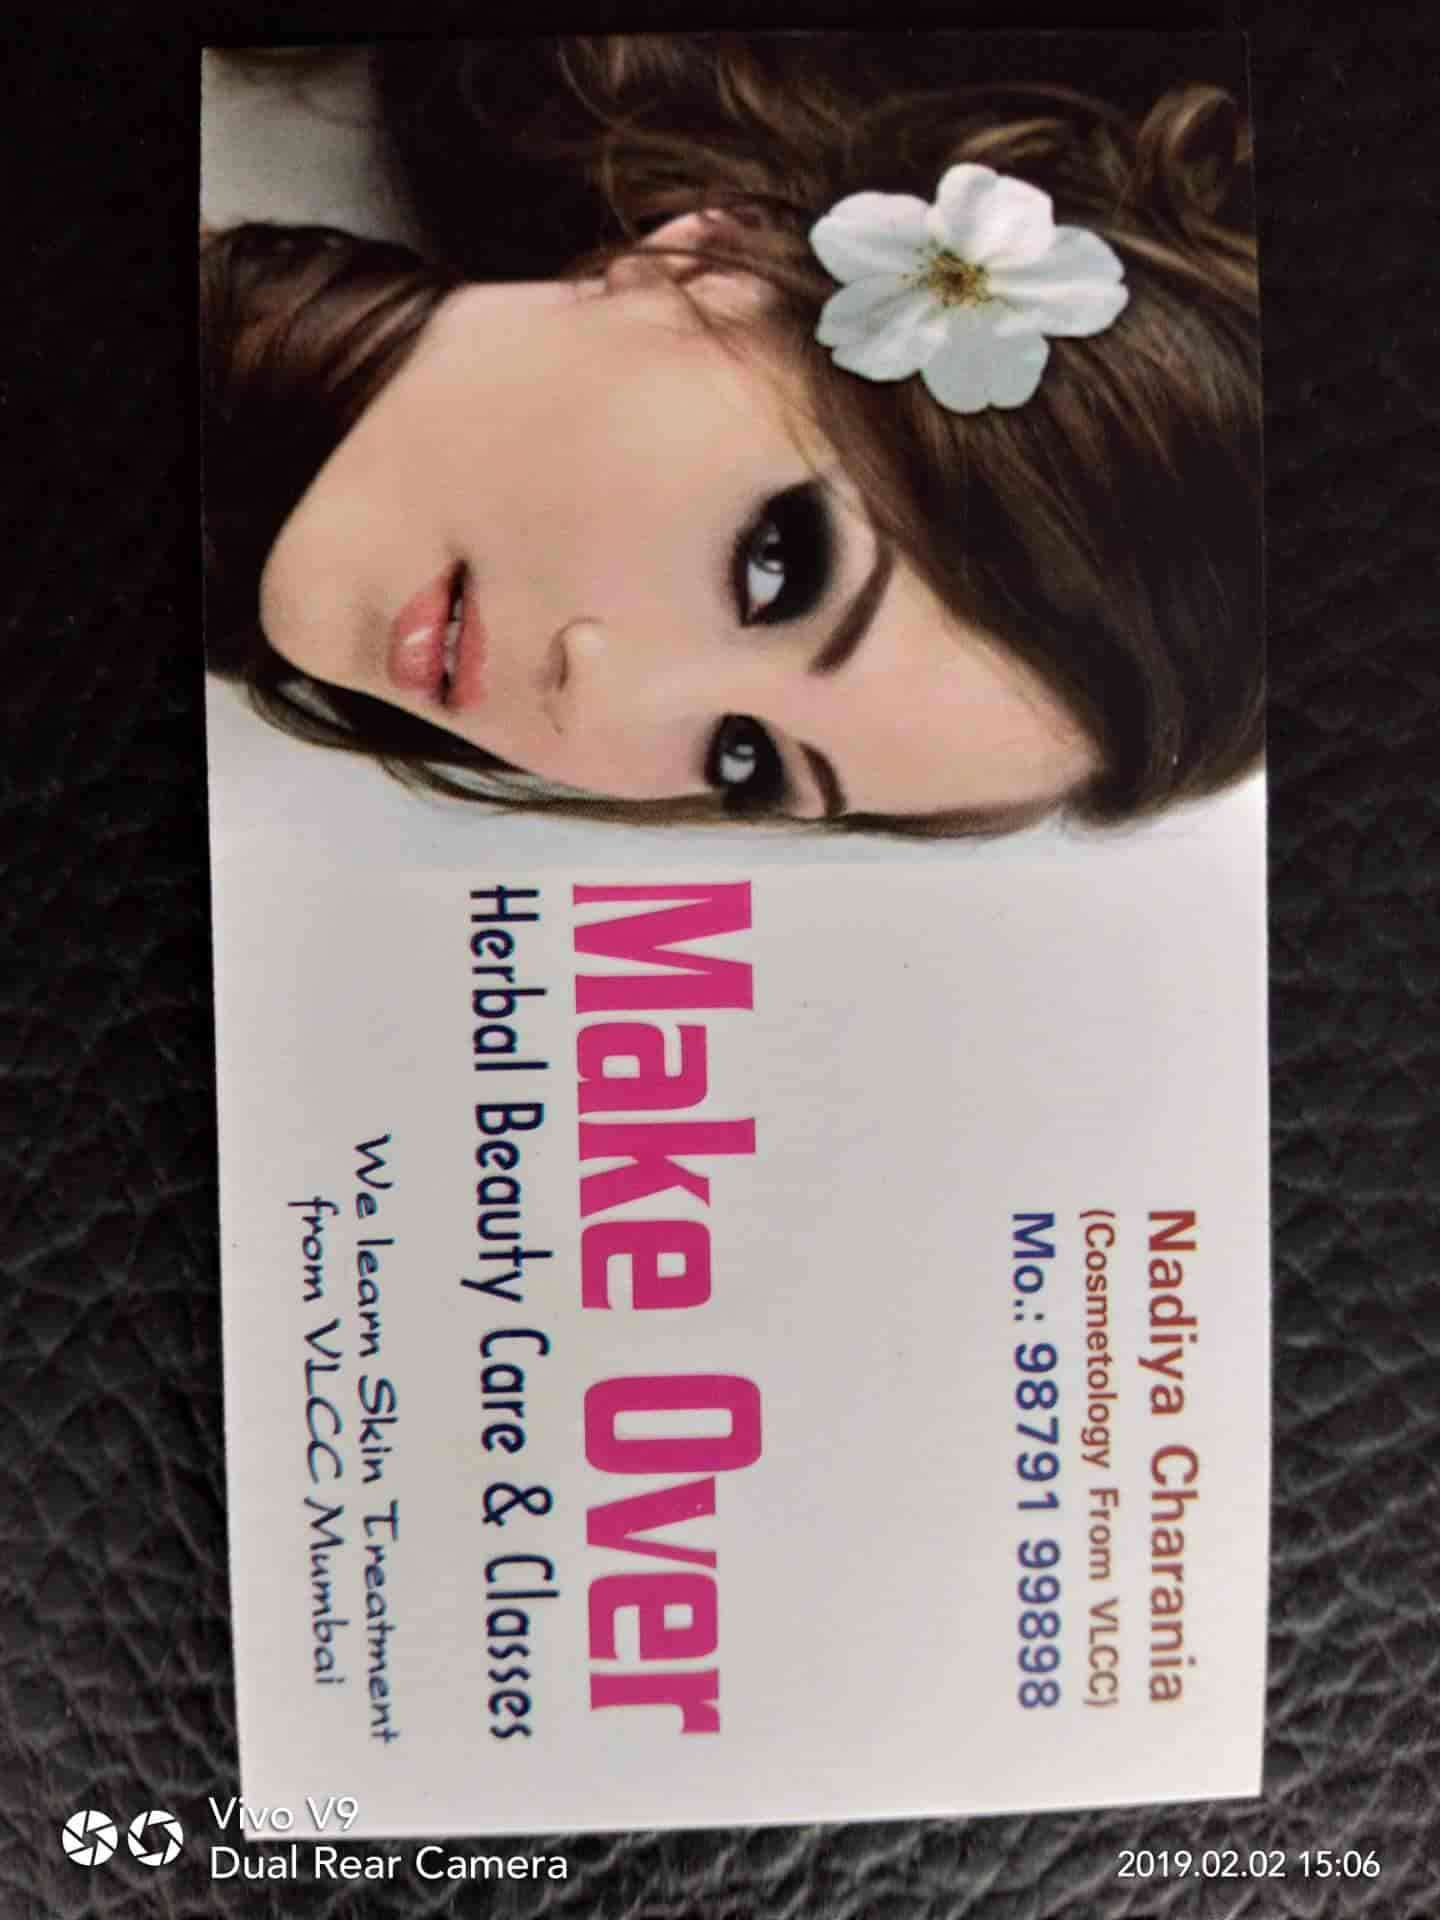 Nadiya Charania
(Cosmetology From VLCC)
Mo.: 98791 99898
Make Over
Herbal Beauty Care & Classes
We learn Skin Treatment
from VLCC Mumbai
Vivo V9
Dual Rear Camera
2019.02.02 15:06